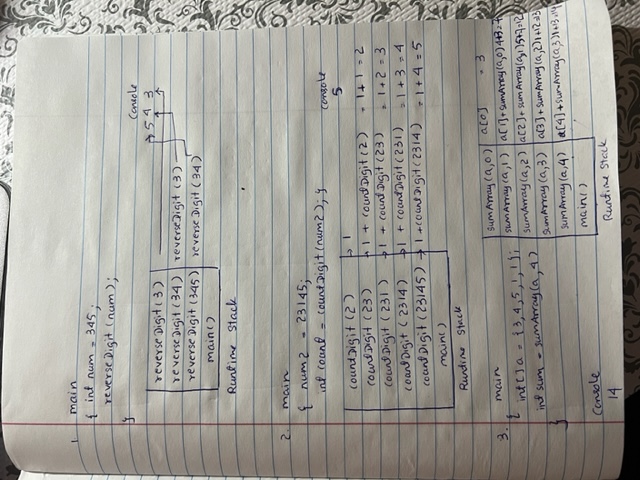 1. main
{ int num = 345;
reverseDigit (num);
}
Console
5 4 3
reverseDigit (3)
reverseDigit (34) reverseDigit (3)
reverseDigit (345) reverseDigit (34)
main()
Runtime Stack
2. main
{ num2 = 23145;
int count = countDigit (num2); }
Console
5
countDigit (2) 1
countDigit (23) 1 + countDigit (2) = 1 + 1 = 2
countDigit (231) 1 + countDigit (23) = 1 + 2 = 3
countDigit (2314) 1 + countDigit (231) = 1 + 3 = 4
countDigit (23145) 1 + countDigit (2314) = 1 + 4 = 5
main()
Runtime Stack
3. main
{ int[] a = {3, 4, 5, 1, 1};
int sum = sumArray (a, 4)
}
sumArray (a, 0) a[0] = 3
sumArray (a, 1) a[1] + sumArray (a, 0) 4+3=7
sumArray (a, 2) a[2] + sumArray (a, 1) 5+7=12
sumArray (a, 3) a[3] + sumArray (a, 2) 1+12=13
sumArray (a, 4) a[4] + sumArray (a, 3) 1+13=14
main()
Runtime Stack
Console
14